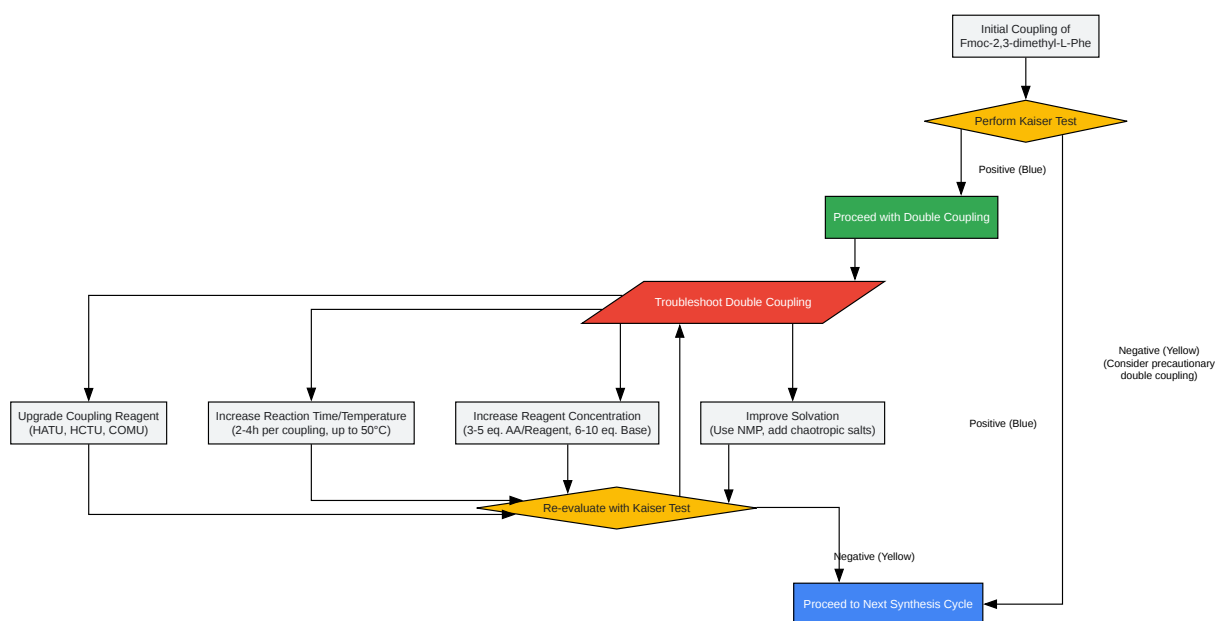 Initial Coupling of
Fmoc-2,3-dimethyl-L-Phe
Perform Kaiser Test
Positive (Blue)
Proceed with Double Coupling
Troubleshoot Double Coupling
Negative (Yellow)
(Consider precautionary
double coupling)
Upgrade Coupling Reagent
(HATU, HCTU, COMU)
Increase Reaction Time/Temperature
(2-4h per coupling, up to 50°C)
Increase Reagent Concentration
(3-5 eq. AA/Reagent, 6-10 eq. Base)
Improve Solvation
(Use NMP, add chaotropic salts)
Positive (Blue)
Re-evaluate with Kaiser Test
Negative (Yellow)
Proceed to Next Synthesis Cycle